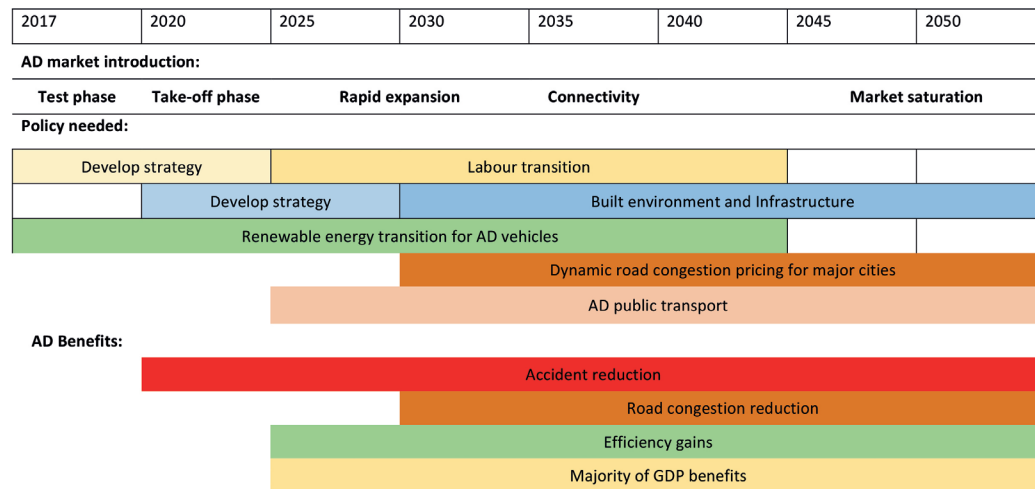 2017 2020 2025 2030 2035 2040 2045 2050
AD market introduction:
Test phase Take-off phase Rapid expansion Connectivity Market saturation
Policy needed:
Develop strategy Labour transition
Develop strategy Built environment and Infrastructure
Renewable energy transition for AD vehicles
Dynamic road congestion pricing for major cities
AD public transport
AD Benefits:
Accident reduction
Road congestion reduction
Efficiency gains
Majority of GDP benefits